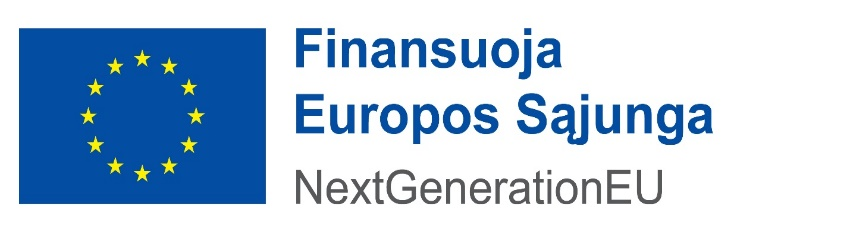 Finansuoja
Europos Sąjunga
NextGenerationEU